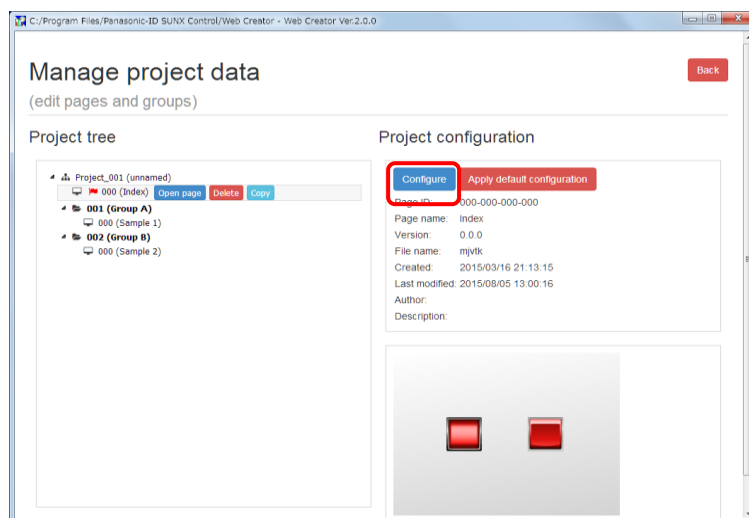 C:/Program Files/Panasonic-ID SUNX Control/Web Creator - Web Creator Ver.2.0.0
Manage project data
Back
(edit pages and groups)
Project tree
Project configuration
Project_001 (unnamed)
000 (Index) Open page Delete Copy
001 (Group A)
000 (Sample 1)
002 (Group B)
000 (Sample 2)
Configure Apply default configuration
Page ID: 000-000-000-000
Page name: Index
Version: 0.0.0
File name: mjvtk
Created: 2015/03/16 21:13:15
Last modified: 2015/08/05 13:00:16
Author:
Description: